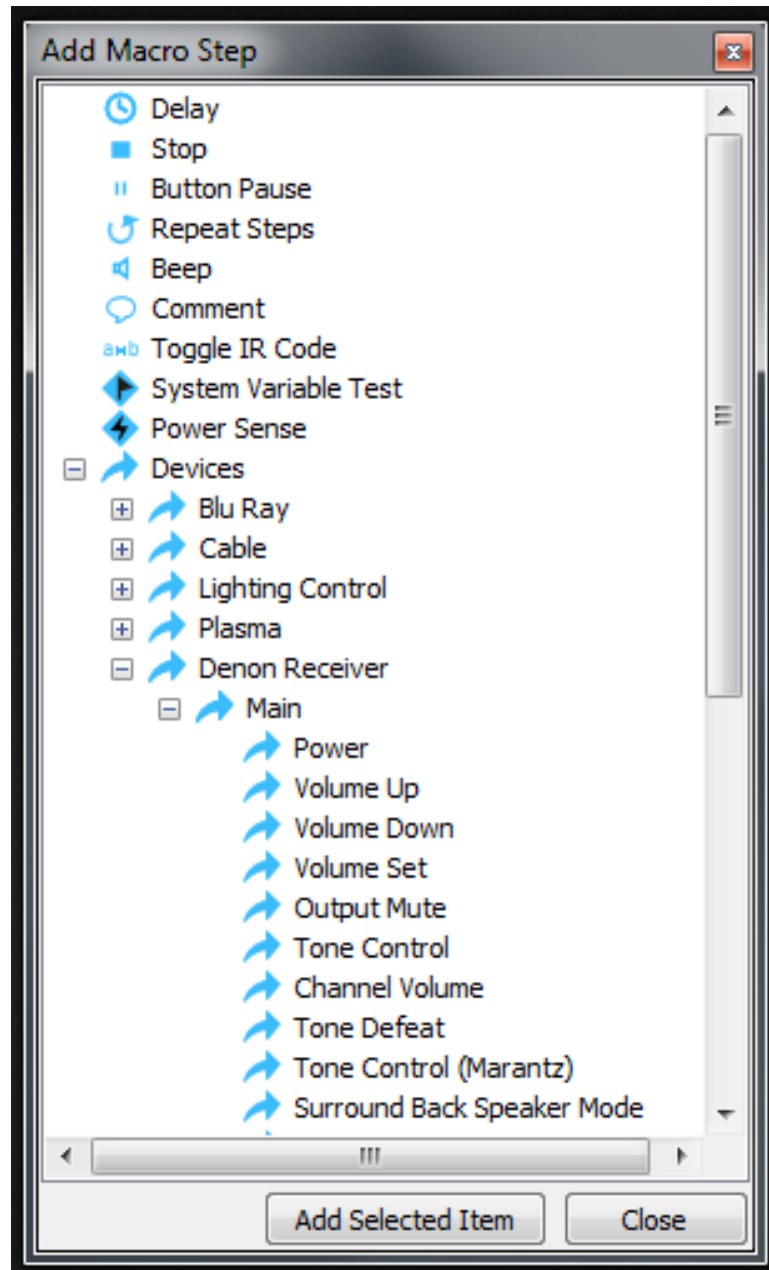 Add Macro Step
Delay
Stop
Button Pause
Repeat Steps
Beep
Comment
Toggle IR Code
System Variable Test
Power Sense
Devices
Blu Ray
Cable
Lighting Control
Plasma
Denon Receiver
Main
Power
Volume Up
Volume Down
Volume Set
Output Mute
Tone Control
Channel Volume
Tone Defeat
Tone Control (Marantz)
Surround Back Speaker Mode
Add Selected Item
Close